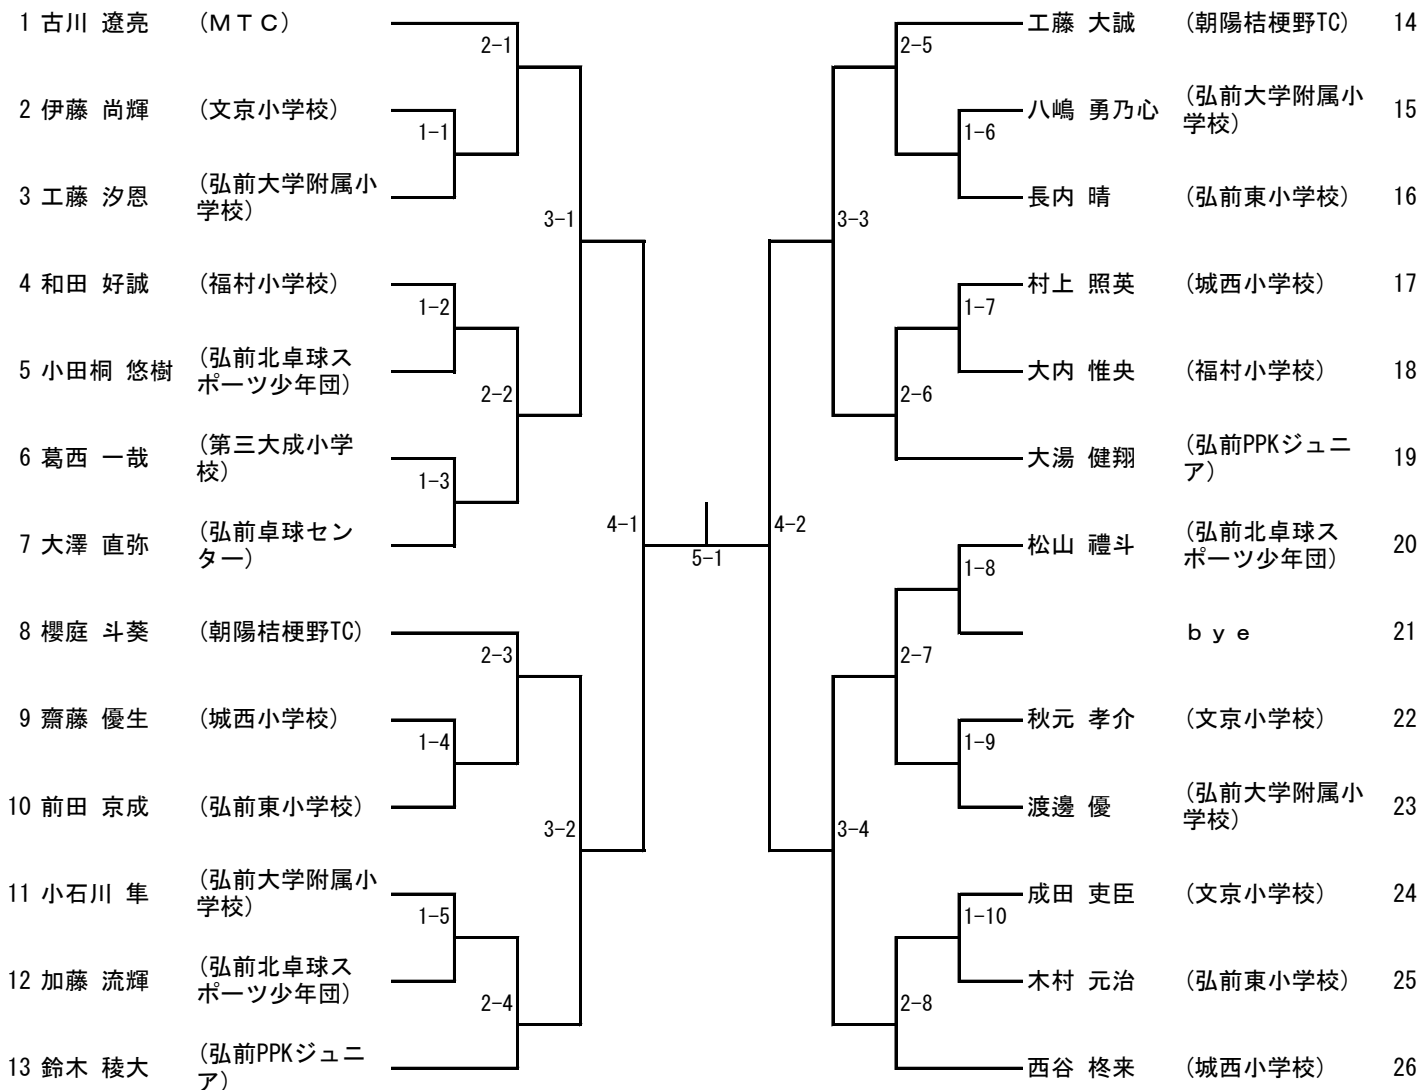 1 古川 遼亮 (ＭＴＣ)
2-1
2 伊藤 尚輝 (文京小学校)
1-1
3 工藤 汐恩 (弘前大学附属小
学校)
3-1
4 和田 好誠 (福村小学校)
1-2
5 小田桐 悠樹 (弘前北卓球ス
ポーツ少年団)
2-2
6 葛西 一哉 (第三大成小学
校)
1-3
7 大澤 直弥 (弘前卓球セン
ター)
4-1
8 櫻庭 斗葵 (朝陽桔梗野TC)
2-3
9 齋藤 優生 (城西小学校)
1-4
10 前田 京成 (弘前東小学校)
3-2
11 小石川 隼 (弘前大学附属小
学校)
1-5
12 加藤 流輝 (弘前北卓球ス
ポーツ少年団)
2-4
13 鈴木 稜大 (弘前PPKジュニ
ア)
5-1
工藤 大誠 (朝陽桔梗野TC) 14
2-5
八嶋 勇乃心 (弘前大学附属小
学校) 15
1-6
長内 晴 (弘前東小学校) 16
3-3
村上 照英 (城西小学校) 17
1-7
大内 惟央 (福村小学校) 18
2-6
大湯 健翔 (弘前PPKジュニ
ア) 19
4-2
松山 禮斗 (弘前北卓球ス
ポーツ少年団) 20
1-8
ｂｙｅ 21
2-7
秋元 孝介 (文京小学校) 22
1-9
渡邊 優 (弘前大学附属小
学校) 23
3-4
成田 吏臣 (文京小学校) 24
1-10
木村 元治 (弘前東小学校) 25
2-8
西谷 柊来 (城西小学校) 26